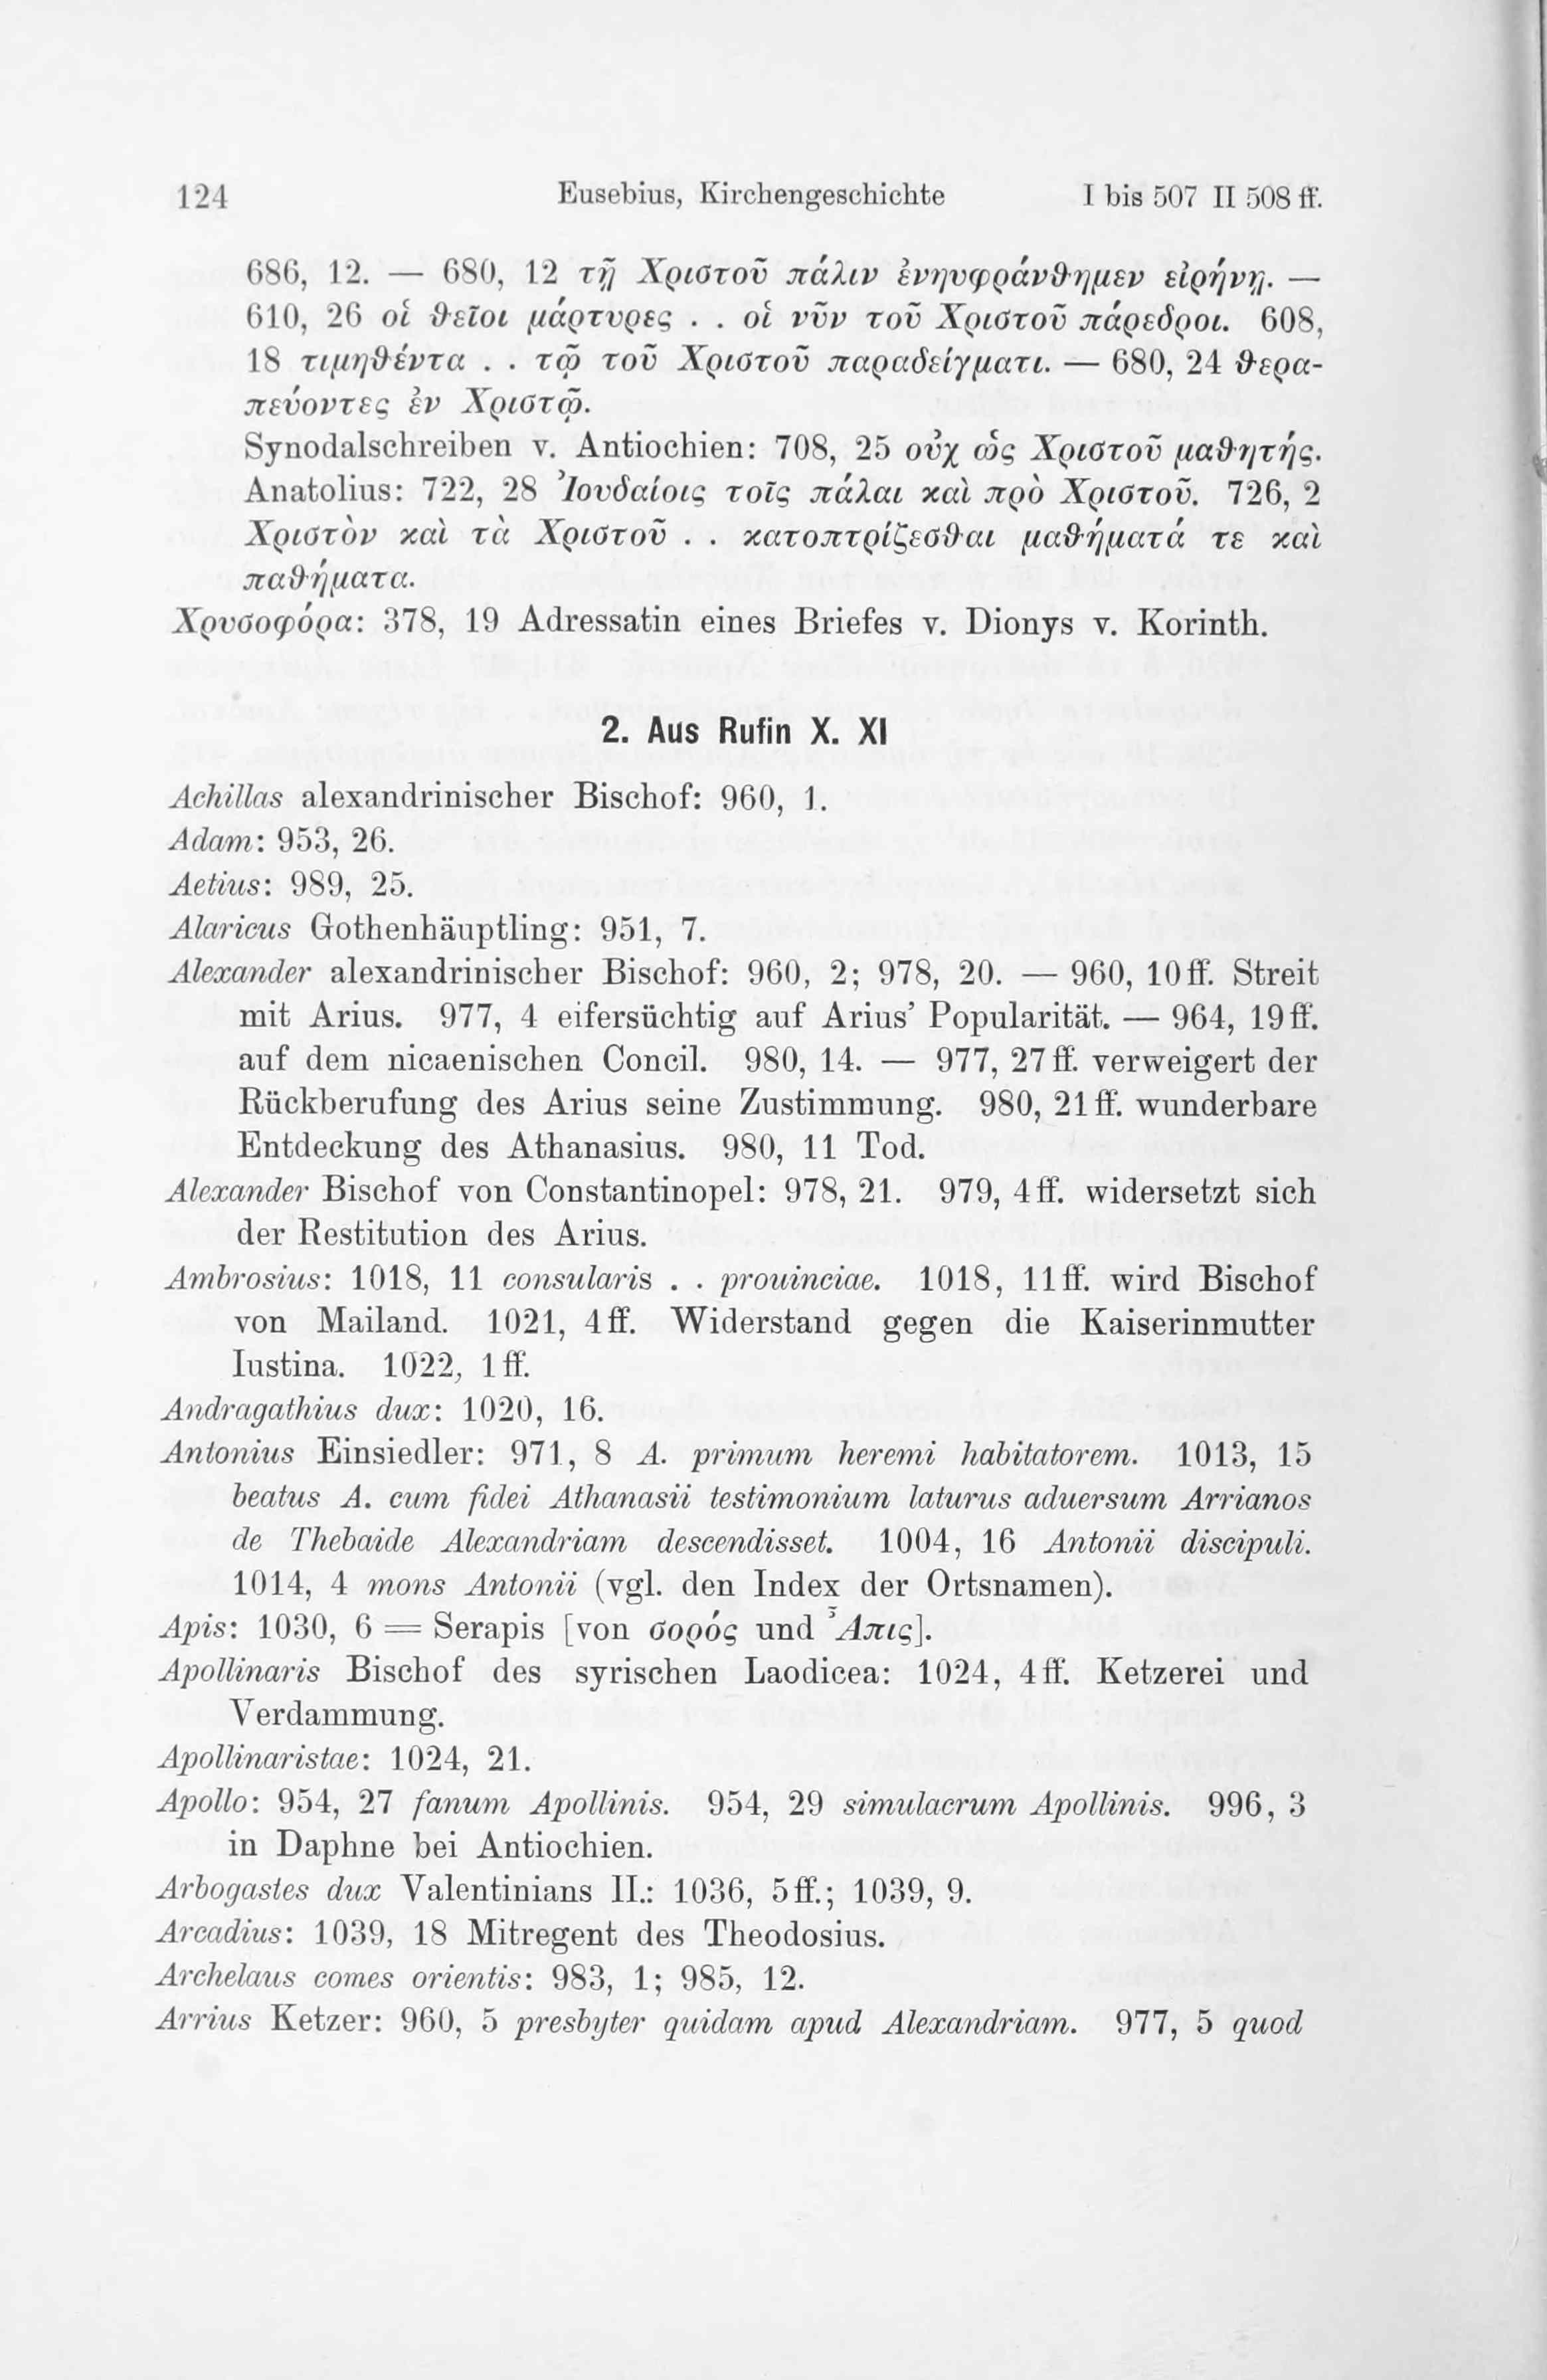 124 Eusebius, Kirchengeschichte I bis 507 II 508 ff.
686, 12. — 680, 12 τῇ Χριστοῦ πάλιν ἐνηυφράνθημεν εἰρήνῃ. —
610, 26 οἱ θεῖοι μάρτυρες . . οἱ νῦν τοῦ Χριστοῦ πάρεδροι. 608,
18 τιμηθέντα . . τῷ τοῦ Χριστοῦ παραδείγματι. — 680, 24 θερα-
πεύοντες ἐν Χριστῷ.
Synodalschreiben v. Antiochien: 708, 25 οὐχ ὡς Χριστοῦ μαθητής.
Anatolius: 722, 28 Ἰουδαίοις τοῖς πάλαι καὶ πρὸ Χριστοῦ. 726, 2
Χριστὸν καὶ τὰ Χριστοῦ . . κατοπτρίζεσθαι μαθήματά τε καὶ
παθήματα.
Χρυσοφόρα: 378, 19 Adressatin eines Briefes v. Dionys v. Korinth.
2. Aus Rufin X. XI
Achillas alexandrinischer Bischof: 960, 1.
Adam: 953, 26.
Aetius: 989, 25.
Alaricus Gothenhäuptling: 951, 7.
Alexander alexandrinischer Bischof: 960, 2; 978, 20. — 960, 10 ff. Streit
mit Arius. 977, 4 eifersüchtig auf Arius’ Popularität. — 964, 19 ff.
auf dem nicaenischen Concil. 980, 14. — 977, 27 ff. verweigert der
Rückberufung des Arius seine Zustimmung. 980, 21 ff. wunderbare
Entdeckung des Athanasius. 980, 11 Tod.
Alexander Bischof von Constantinopel: 978, 21. 979, 4 ff. widersetzt sich
der Restitution des Arius.
Ambrosius: 1018, 11 consularis . . prouinciae. 1018, 11 ff. wird Bischof
von Mailand. 1021, 4 ff. Widerstand gegen die Kaiserinmutter
Iustina. 1022, 1 ff.
Andragathius dux: 1020, 16.
Antonius Einsiedler: 971, 8 A. primum heremi habitatorem. 1013, 15
beatus A. cum fidei Athanasii testimonium laturus aduersum Arrianos
de Thebaide Alexandriam descendisset. 1004, 16 Antonii discipuli.
1014, 4 mons Antonii (vgl. den Index der Ortsnamen).
Apis: 1030, 6 = Serapis [von σορός und Ἆπις].
Apollinaris Bischof des syrischen Laodicea: 1024, 4 ff. Ketzerei und
Verdammung.
Apollinaristae: 1024, 21.
Apollo: 954, 27 fanum Apollinis. 954, 29 simulacrum Apollinis. 996, 3
in Daphne bei Antiochien.
Arbogastes dux Valentinians II.: 1036, 5 ff.; 1039, 9.
Arcadius: 1039, 18 Mitregent des Theodosius.
Archelaus comes orientis: 983, 1; 985, 12.
Arrius Ketzer: 960, 5 presbyter quidam apud Alexandriam. 977, 5 quod